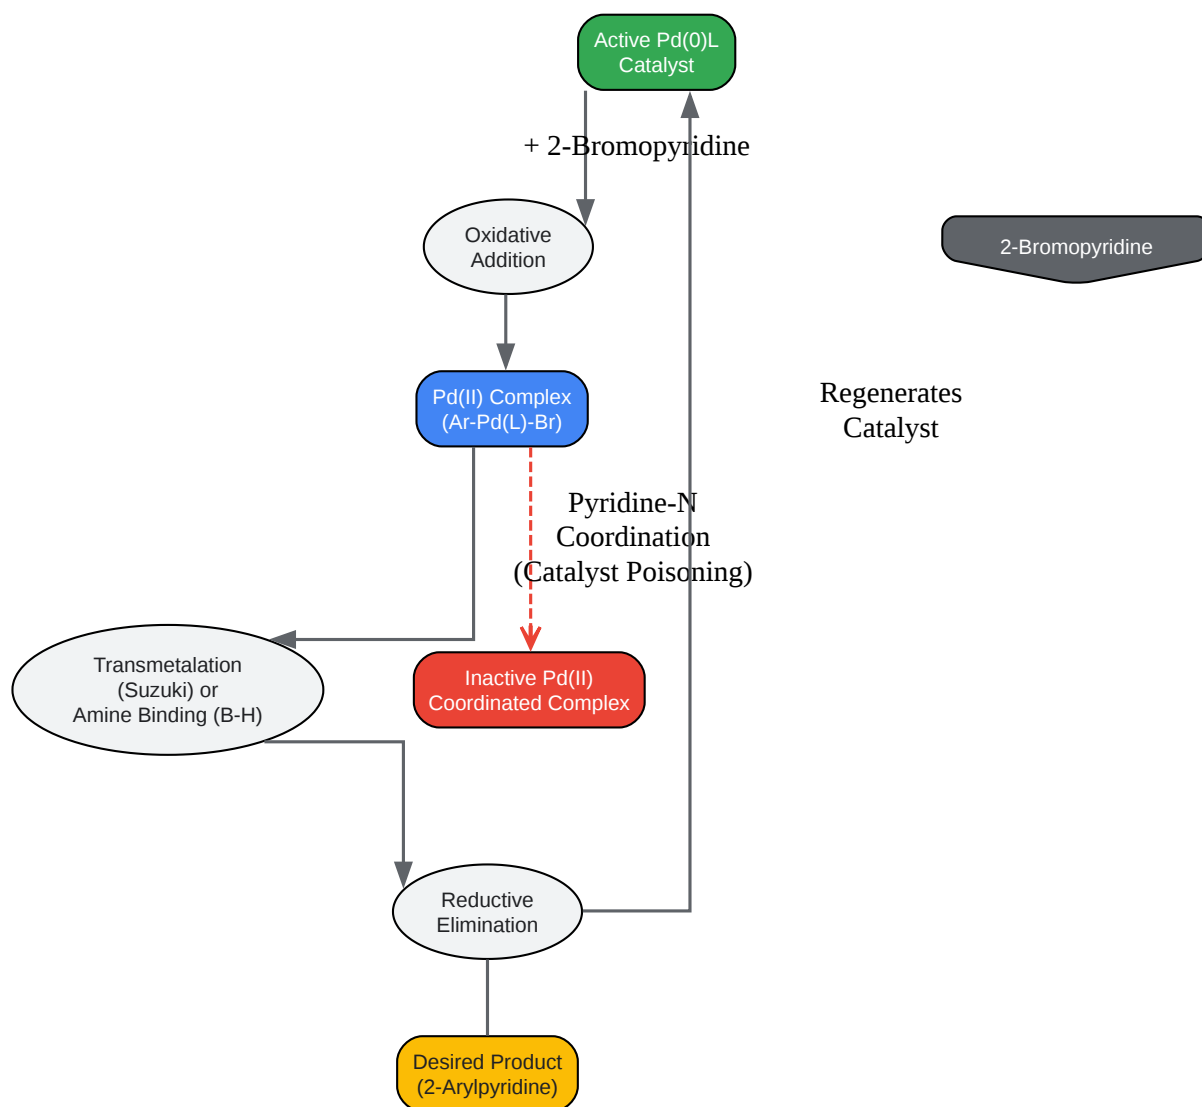 Active Pd(0)L
Catalyst
+ 2-Bromopyridine
Oxidative
Addition
2-Bromopyridine
Pd(II) Complex
(Ar-Pd(L)-Br)
Regenerates
Catalyst
Pyridine-N
Coordination
(Catalyst Poisoning)
Transmetalation
(Suzuki) or
Amine Binding (B-H)
Inactive Pd(II)
Coordinated Complex
Reductive
Elimination
Desired Product
(2-Arylpyridine)